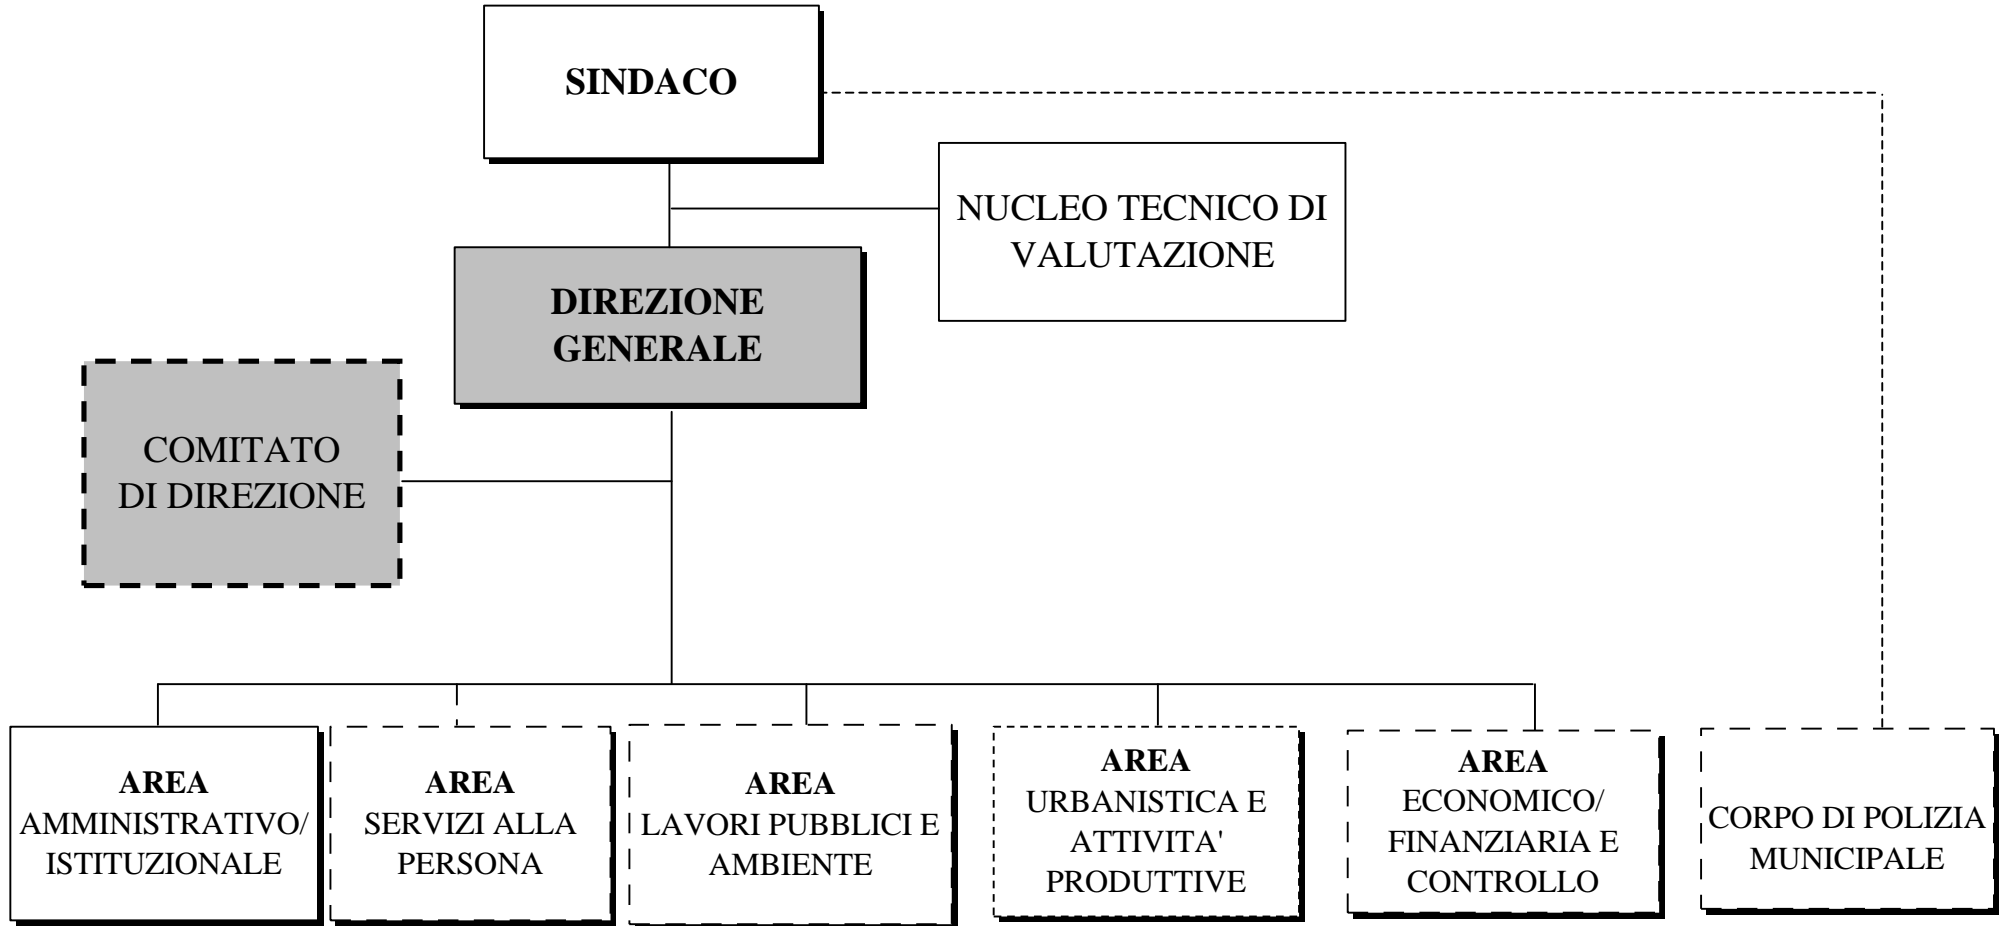 SINDACO
NUCLEO TECNICO DI
VALUTAZIONE
DIREZIONE
GENERALE
COMITATO
DI DIREZIONE
AREA
AMMINISTRATIVO/
ISTITUZIONALE
AREA
SERVIZI ALLA
PERSONA
AREA
LAVORI PUBBLICI E
AMBIENTE
AREA
URBANISTICA E
ATTIVITA'
PRODUTTIVE
AREA
ECONOMICO/
FINANZIARIA E
CONTROLLO
CORPO DI POLIZIA
MUNICIPALE